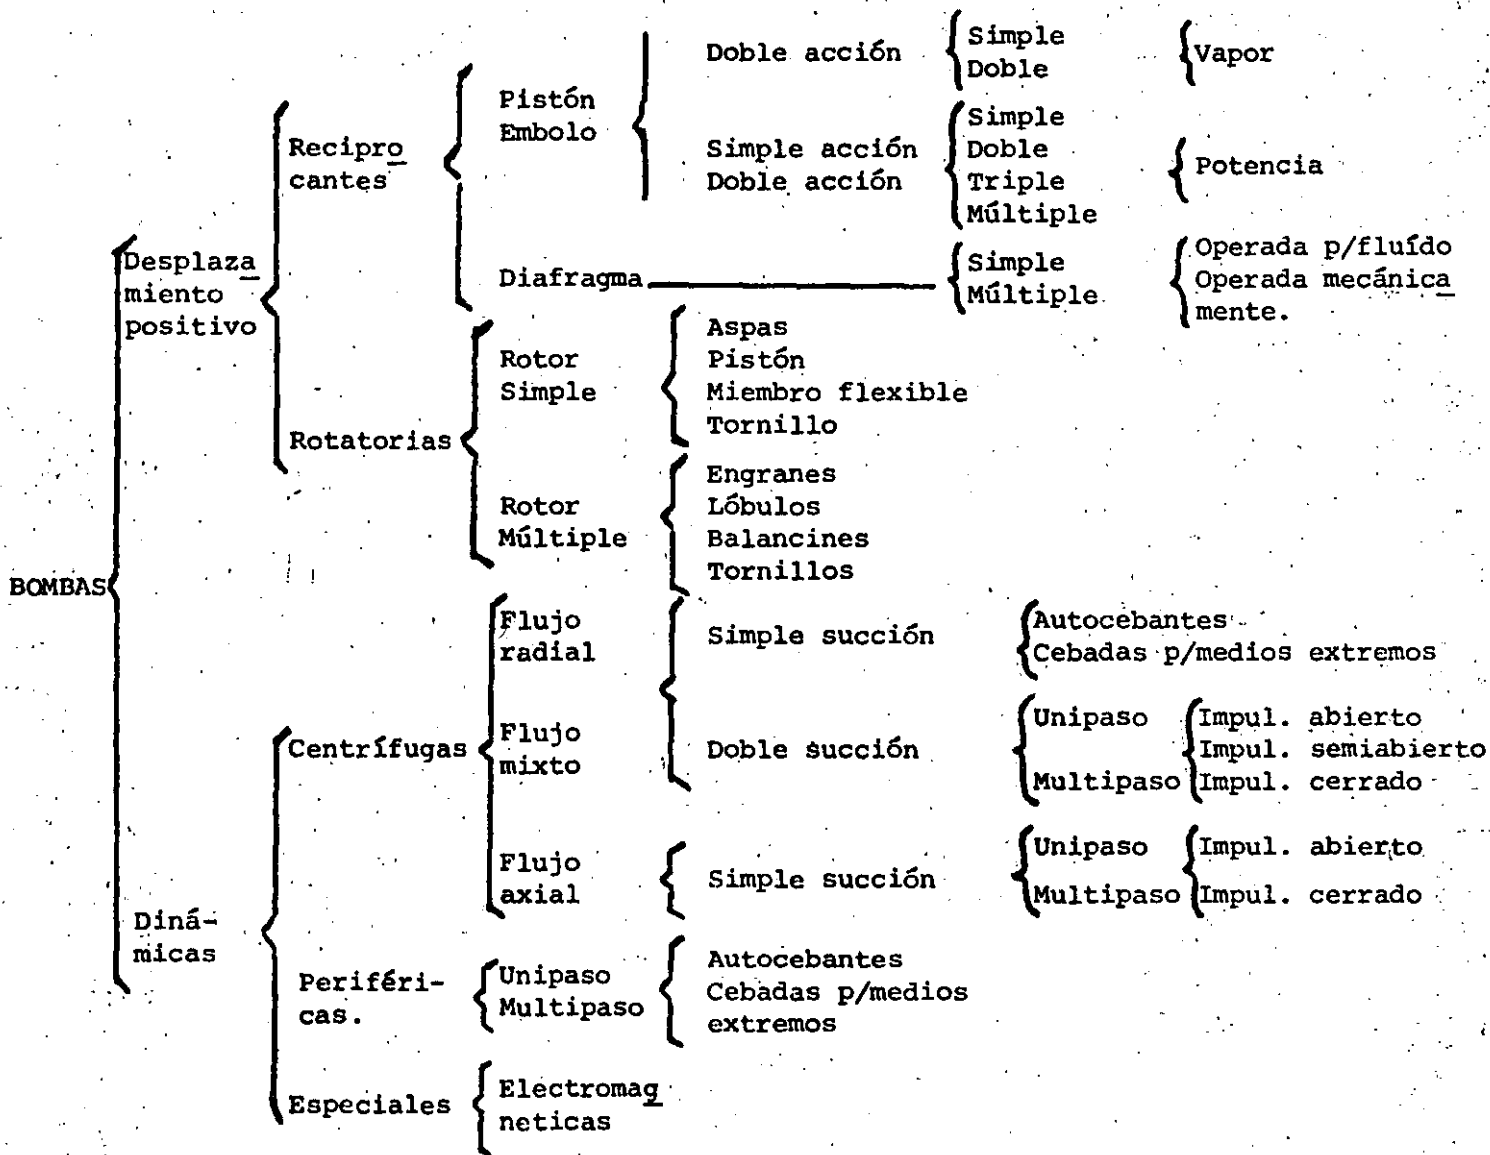 BOMBAS
Desplaza
miento
positivo
Recipro
cantes
Pistón
Embolo
Doble acción
Simple
Doble
Vapor
Simple acción
Doble acción
Simple
Doble
Triple
Múltiple
Potencia
Diafragma
Simple
Múltiple
Operada p/fluído
Operada mecánica
mente.
Rotatorias
Rotor
Simple
Aspas
Pistón
Miembro flexible
Tornillo
Rotor
Múltiple
Engranes
Lóbulos
Balancines
Tornillos
Diná-
micas
Centrífugas
Flujo
radial
Flujo
mixto
Simple succión
Autocebantes
Cebadas p/medios extremos
Doble succión
Unipaso
Multipaso
Impul. abierto
Impul. semiabierto
Impul. cerrado
Flujo
axial
Simple succión
Unipaso
Multipaso
Impul. abierto
Impul. cerrado
Periféri-
cas.
Unipaso
Multipaso
Autocebantes
Cebadas p/medios
extremos
Especiales
Electromag
neticas